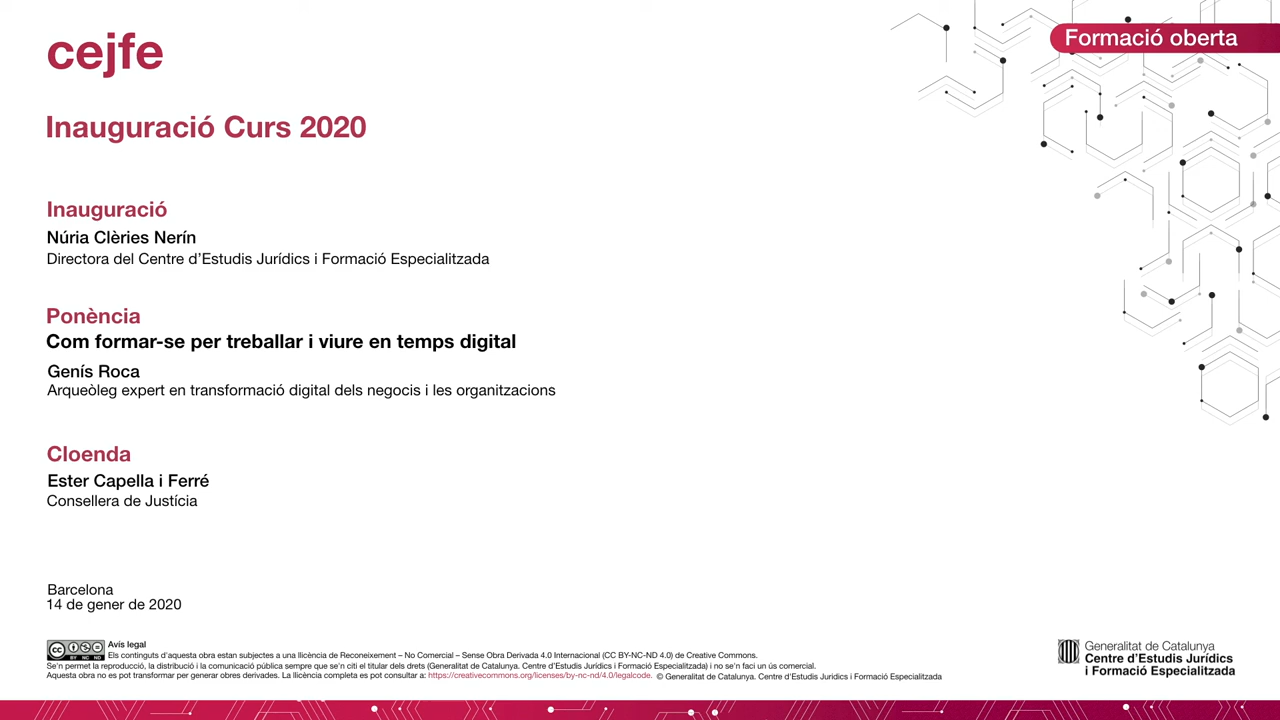 cejfe
Formació oberta
Inauguració Curs 2020
Inauguració
Núria Clèries Nerín
Directora del Centre d'Estudis Jurídics i Formació Especialitzada
Ponència
Com formar-se per treballar i viure en temps digital
Genís Roca
Arqueòleg expert en transformació digital dels negocis i les organitzacions
Cloenda
Ester Capella i Ferré
Consellera de Justícia
Barcelona
14 de gener de 2020
cc BY NC ND
Avís legal
Els continguts d'aquesta obra estan subjectes a una llicència de Reconeixement – No Comercial – Sense Obra Derivada 4.0 Internacional (CC BY-NC-ND 4.0) de Creative Commons.
Se'n permet la reproducció, la distribució i la comunicació pública sempre que se'n citi el titular dels drets (Generalitat de Catalunya. Centre d'Estudis Jurídics i Formació Especialitzada) i no se'n faci un ús comercial.
Aquesta obra no es pot transformar per generar obres derivades. La llicència completa es pot consultar a: https://creativecommons.org/licenses/by-nc-nd/4.0/legalcode. © Generalitat de Catalunya. Centre d'Estudis Jurídics i Formació Especialitzada
Generalitat de Catalunya
Centre d'Estudis Jurídics
i Formació Especialitzada